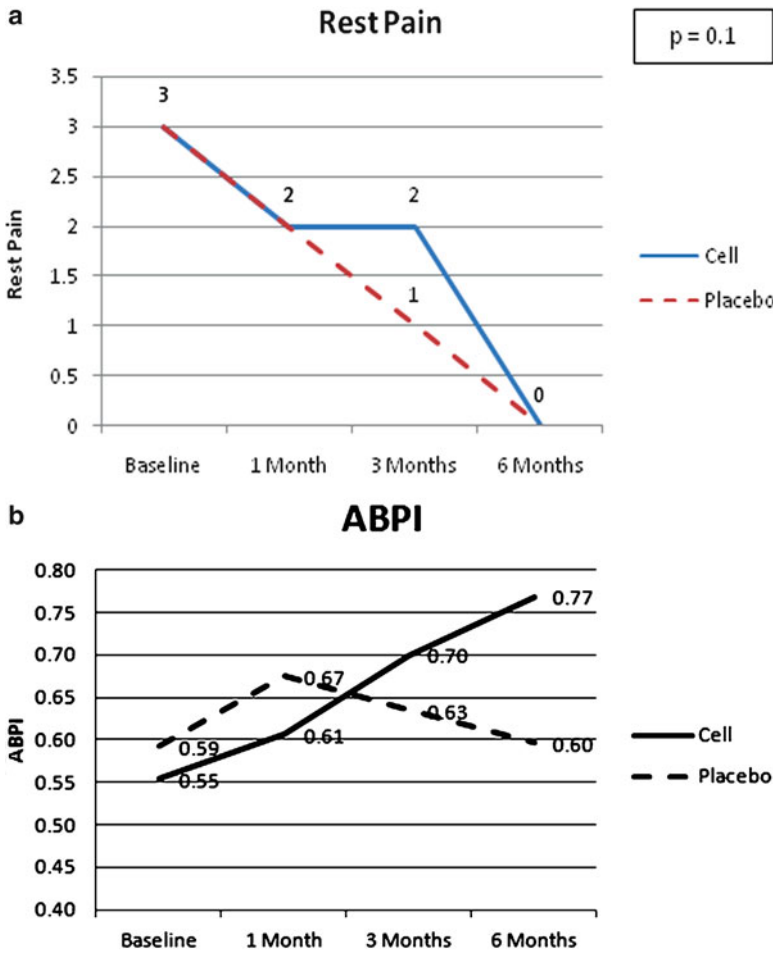 a
Rest Pain
p = 0.1
3.5
3
2.5
2
1.5
1
0.5
0
Rest Pain
3
2
2
1
0
Baseline 1 Month 3 Months 6 Months
Cell
Placebo
b
ABPI
0.80
0.75
0.70
0.65
0.60
0.55
0.50
0.45
0.40
ABPI
0.59
0.55
0.67
0.61
0.70
0.63
0.77
0.60
Baseline 1 Month 3 Months 6 Months
Cell
Placebo